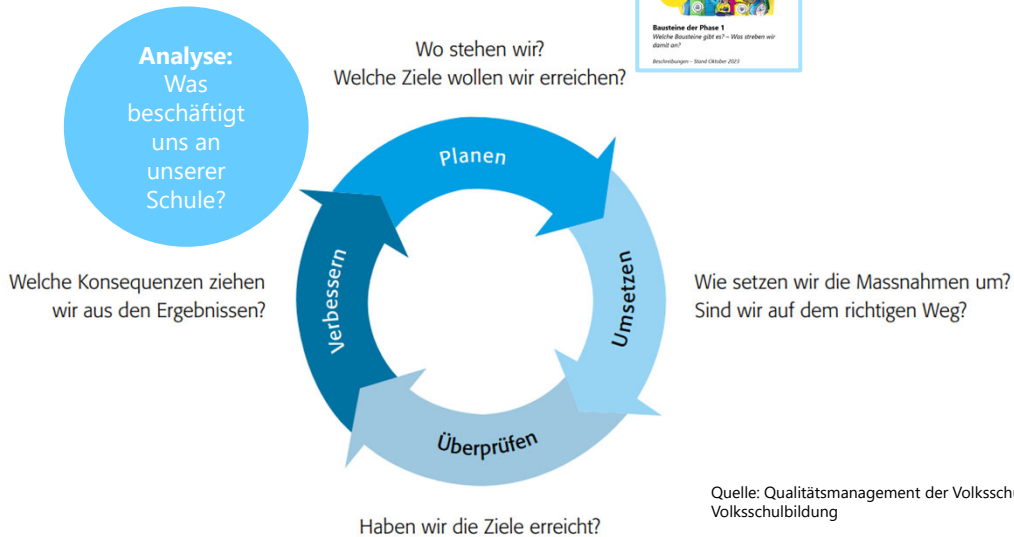 Bausteine der Phase 1
Welche Bausteine gibt es? – Was streben wir
damit an?
Beschreibungen – Stand Oktober 2023
Analyse:
Was
beschäftigt
uns an
unserer
Schule?
Wo stehen wir?
Welche Ziele wollen wir erreichen?
Planen
Umsetzen
Wie setzen wir die Massnahmen um?
Sind wir auf dem richtigen Weg?
Überprüfen
Haben wir die Ziele erreicht?
Verbessern
Welche Konsequenzen ziehen
wir aus den Ergebnissen?
Quelle: Qualitätsmanagement der
Volksschulbildung